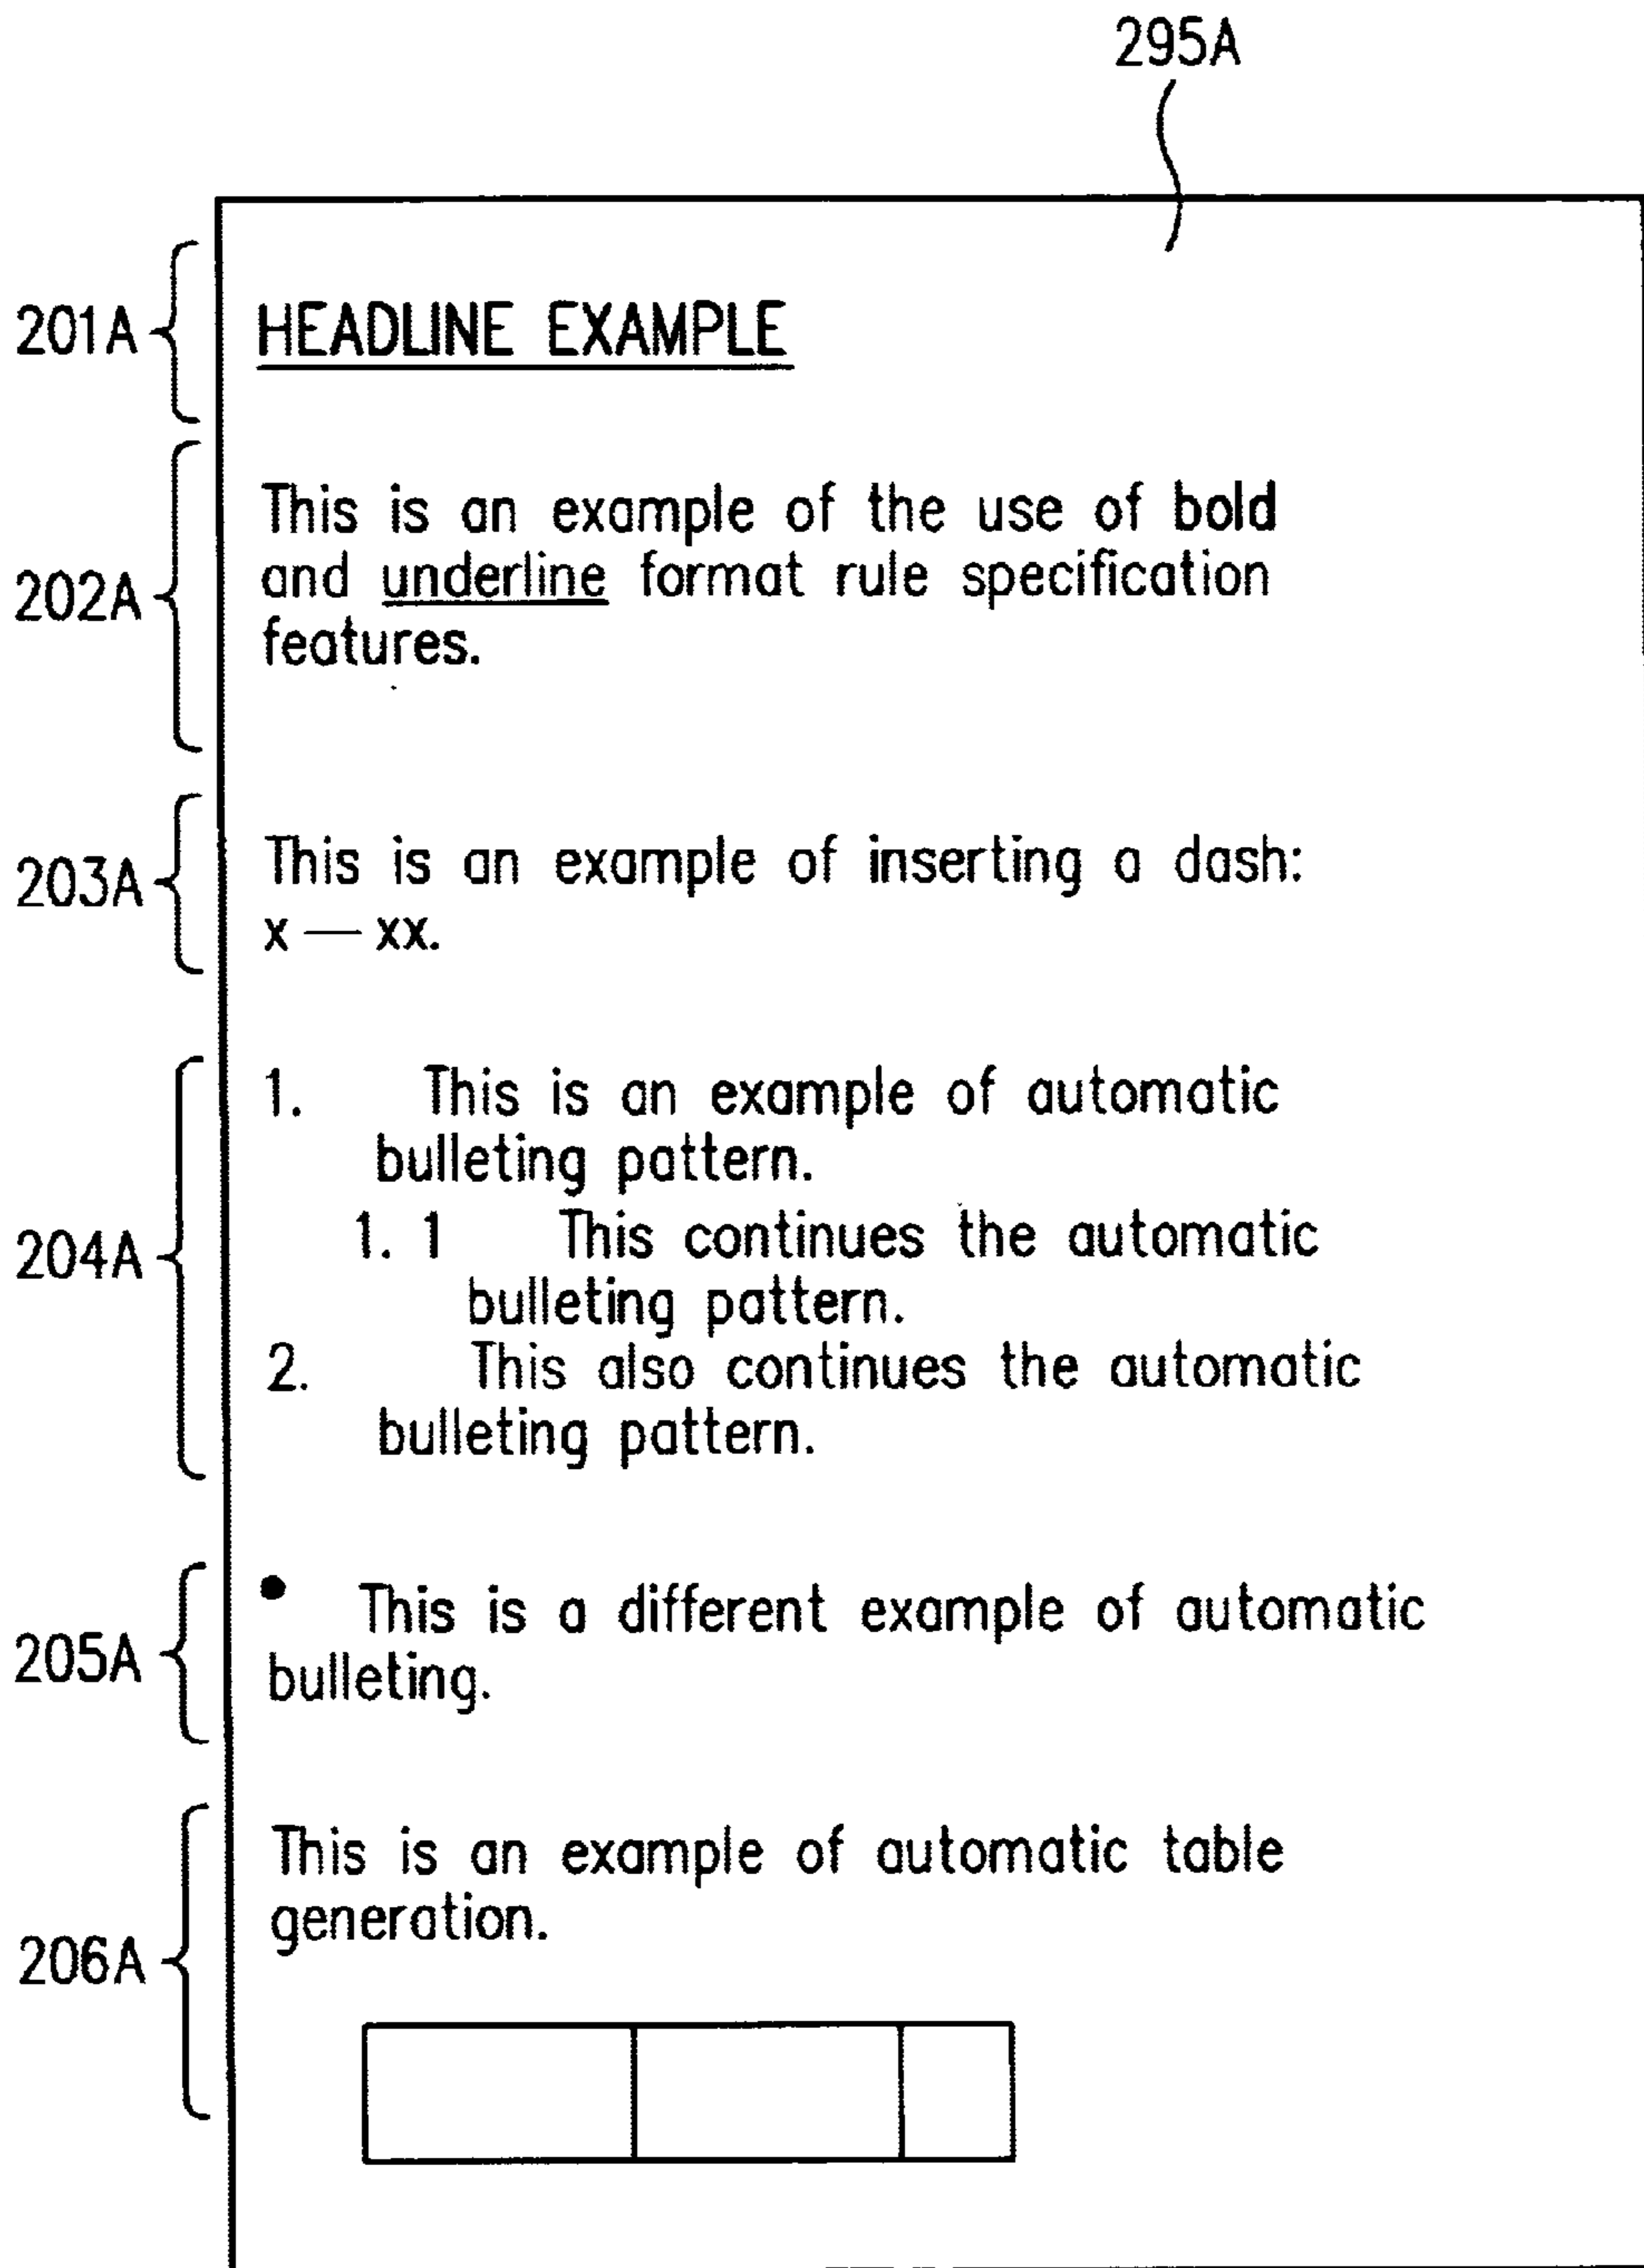 295A
201A
HEADLINE EXAMPLE
202A
This is an example of the use of bold
and underline format rule specification
features.
203A
This is an example of inserting a dash:
x — xx.
204A
1. This is an example of automatic
bulleting pattern.
1. 1 This continues the automatic
bulleting pattern.
2. This also continues the automatic
bulleting pattern.
205A
• This is a different example of automatic
bulleting.
206A
This is an example of automatic table
generation.